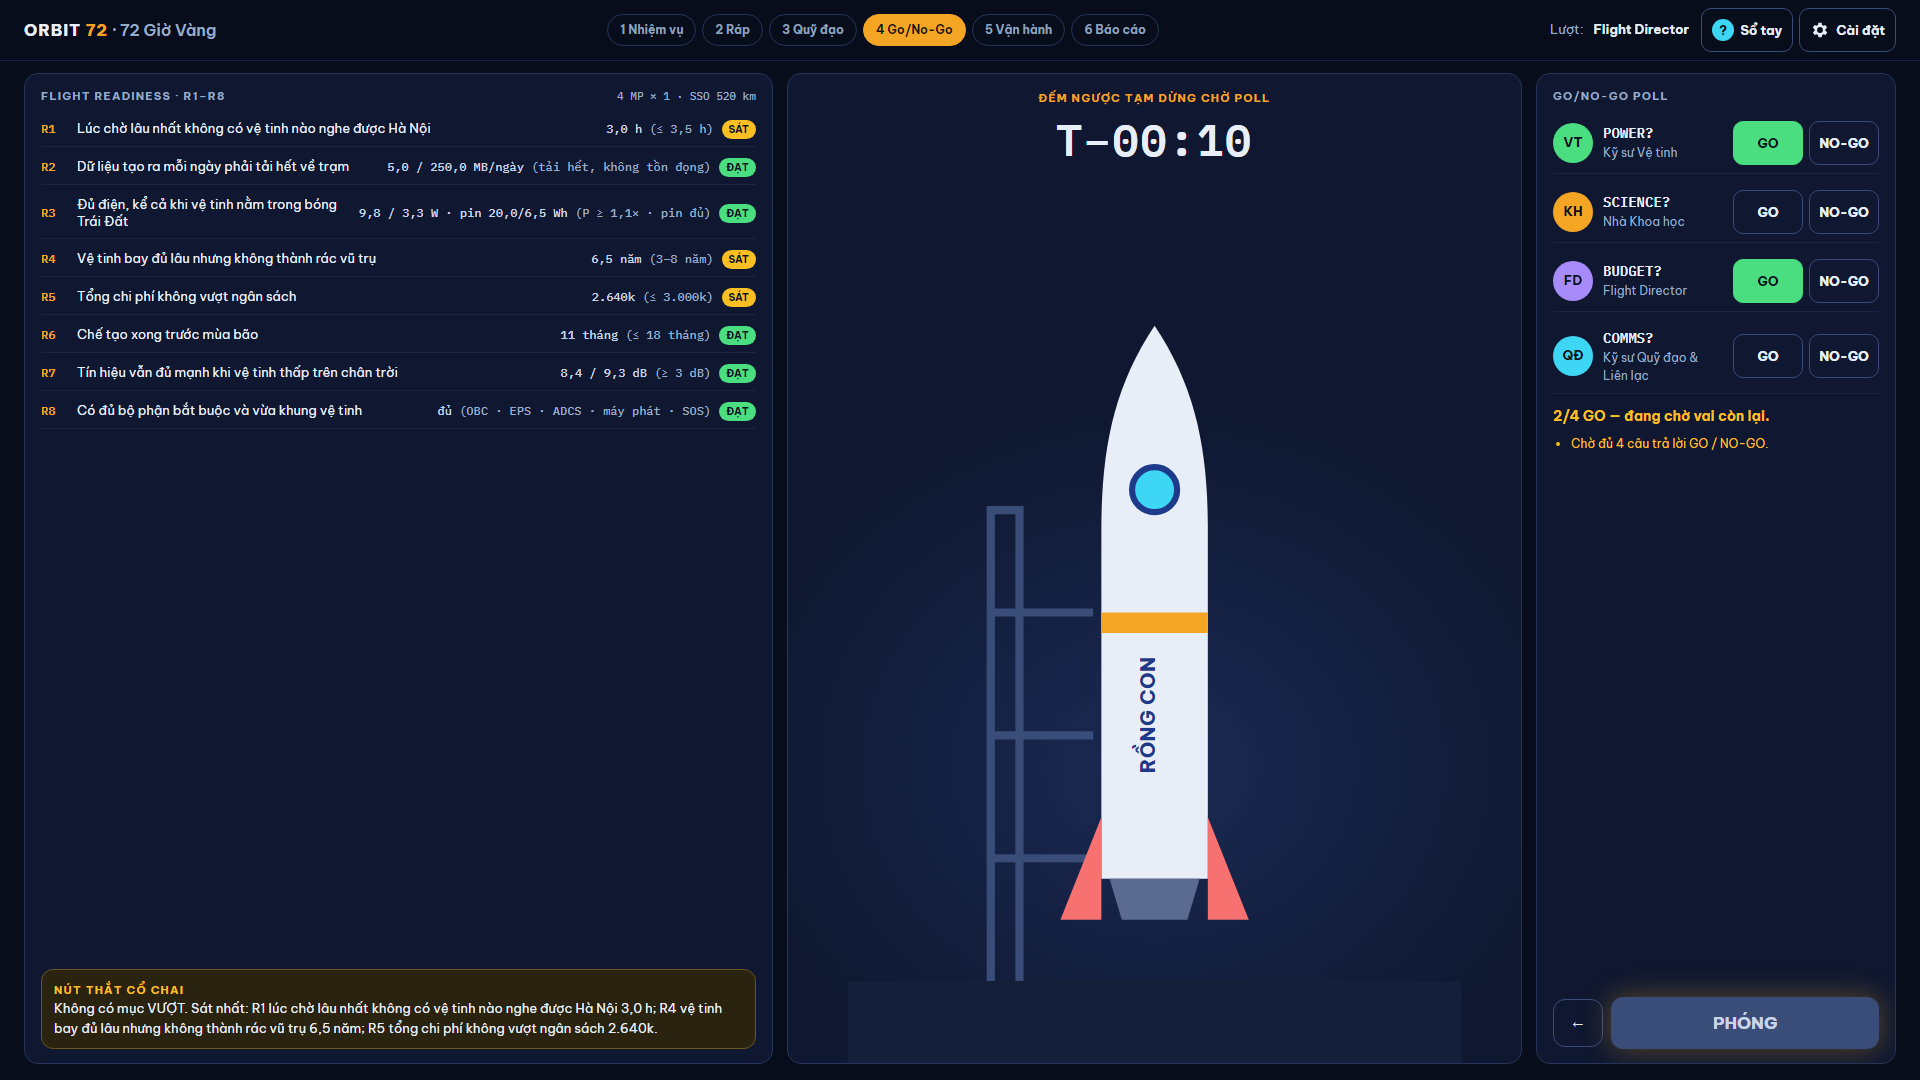 ORBIT 72 · 72 Giờ Vàng
1 Nhiệm vụ
2 Ráp
3 Quỹ đạo
4 Go/No-Go
5 Vận hành
6 Báo cáo
Lượt: Flight Director
? Sổ tay
Cài đặt
FLIGHT READINESS · R1–R8
4 MP × 1 · SSO 520 km
R1 Lúc chờ lâu nhất không có vệ tinh nào nghe được Hà Nội 3,0 h (≤ 3,5 h) SÁT
R2 Dữ liệu tạo ra mỗi ngày phải tải hết về trạm 5,0 / 250,0 MB/ngày (tải hết, không tồn đọng) ĐẠT
R3 Đủ điện, kể cả khi vệ tinh nằm trong bóng Trái Đất 9,8 / 3,3 W · pin 20,0/6,5 Wh (P ≥ 1,1× · pin đủ) ĐẠT
R4 Vệ tinh bay đủ lâu nhưng không thành rác vũ trụ 6,5 năm (3–8 năm) SÁT
R5 Tổng chi phí không vượt ngân sách 2.640k (≤ 3.000k) SÁT
R6 Chế tạo xong trước mùa bão 11 tháng (≤ 18 tháng) ĐẠT
R7 Tín hiệu vẫn đủ mạnh khi vệ tinh thấp trên chân trời 8,4 / 9,3 dB (≥ 3 dB) ĐẠT
R8 Có đủ bộ phận bắt buộc và vừa khung vệ tinh đủ (OBC · EPS · ADCS · máy phát · SOS) ĐẠT
NÚT THẮT CỔ CHAI
Không có mục VƯỢT. Sát nhất: R1 lúc chờ lâu nhất không có vệ tinh nào nghe được Hà Nội 3,0 h; R4 vệ tinh
bay đủ lâu nhưng không thành rác vũ trụ 6,5 năm; R5 tổng chi phí không vượt ngân sách 2.640k.
ĐẾM NGƯỢC TẠM DỪNG CHỜ POLL
T–00:10
RỒNG CON
GO/NO-GO POLL
VT POWER? GO NO-GO
Kỹ sư Vệ tinh
KH SCIENCE? GO NO-GO
Nhà Khoa học
FD BUDGET? GO NO-GO
Flight Director
QĐ COMMS? GO NO-GO
Kỹ sư Quỹ đạo &
Liên lạc
2/4 GO – đang chờ vai còn lại.
• Chờ đủ 4 câu trả lời GO / NO-GO.
← PHÓNG